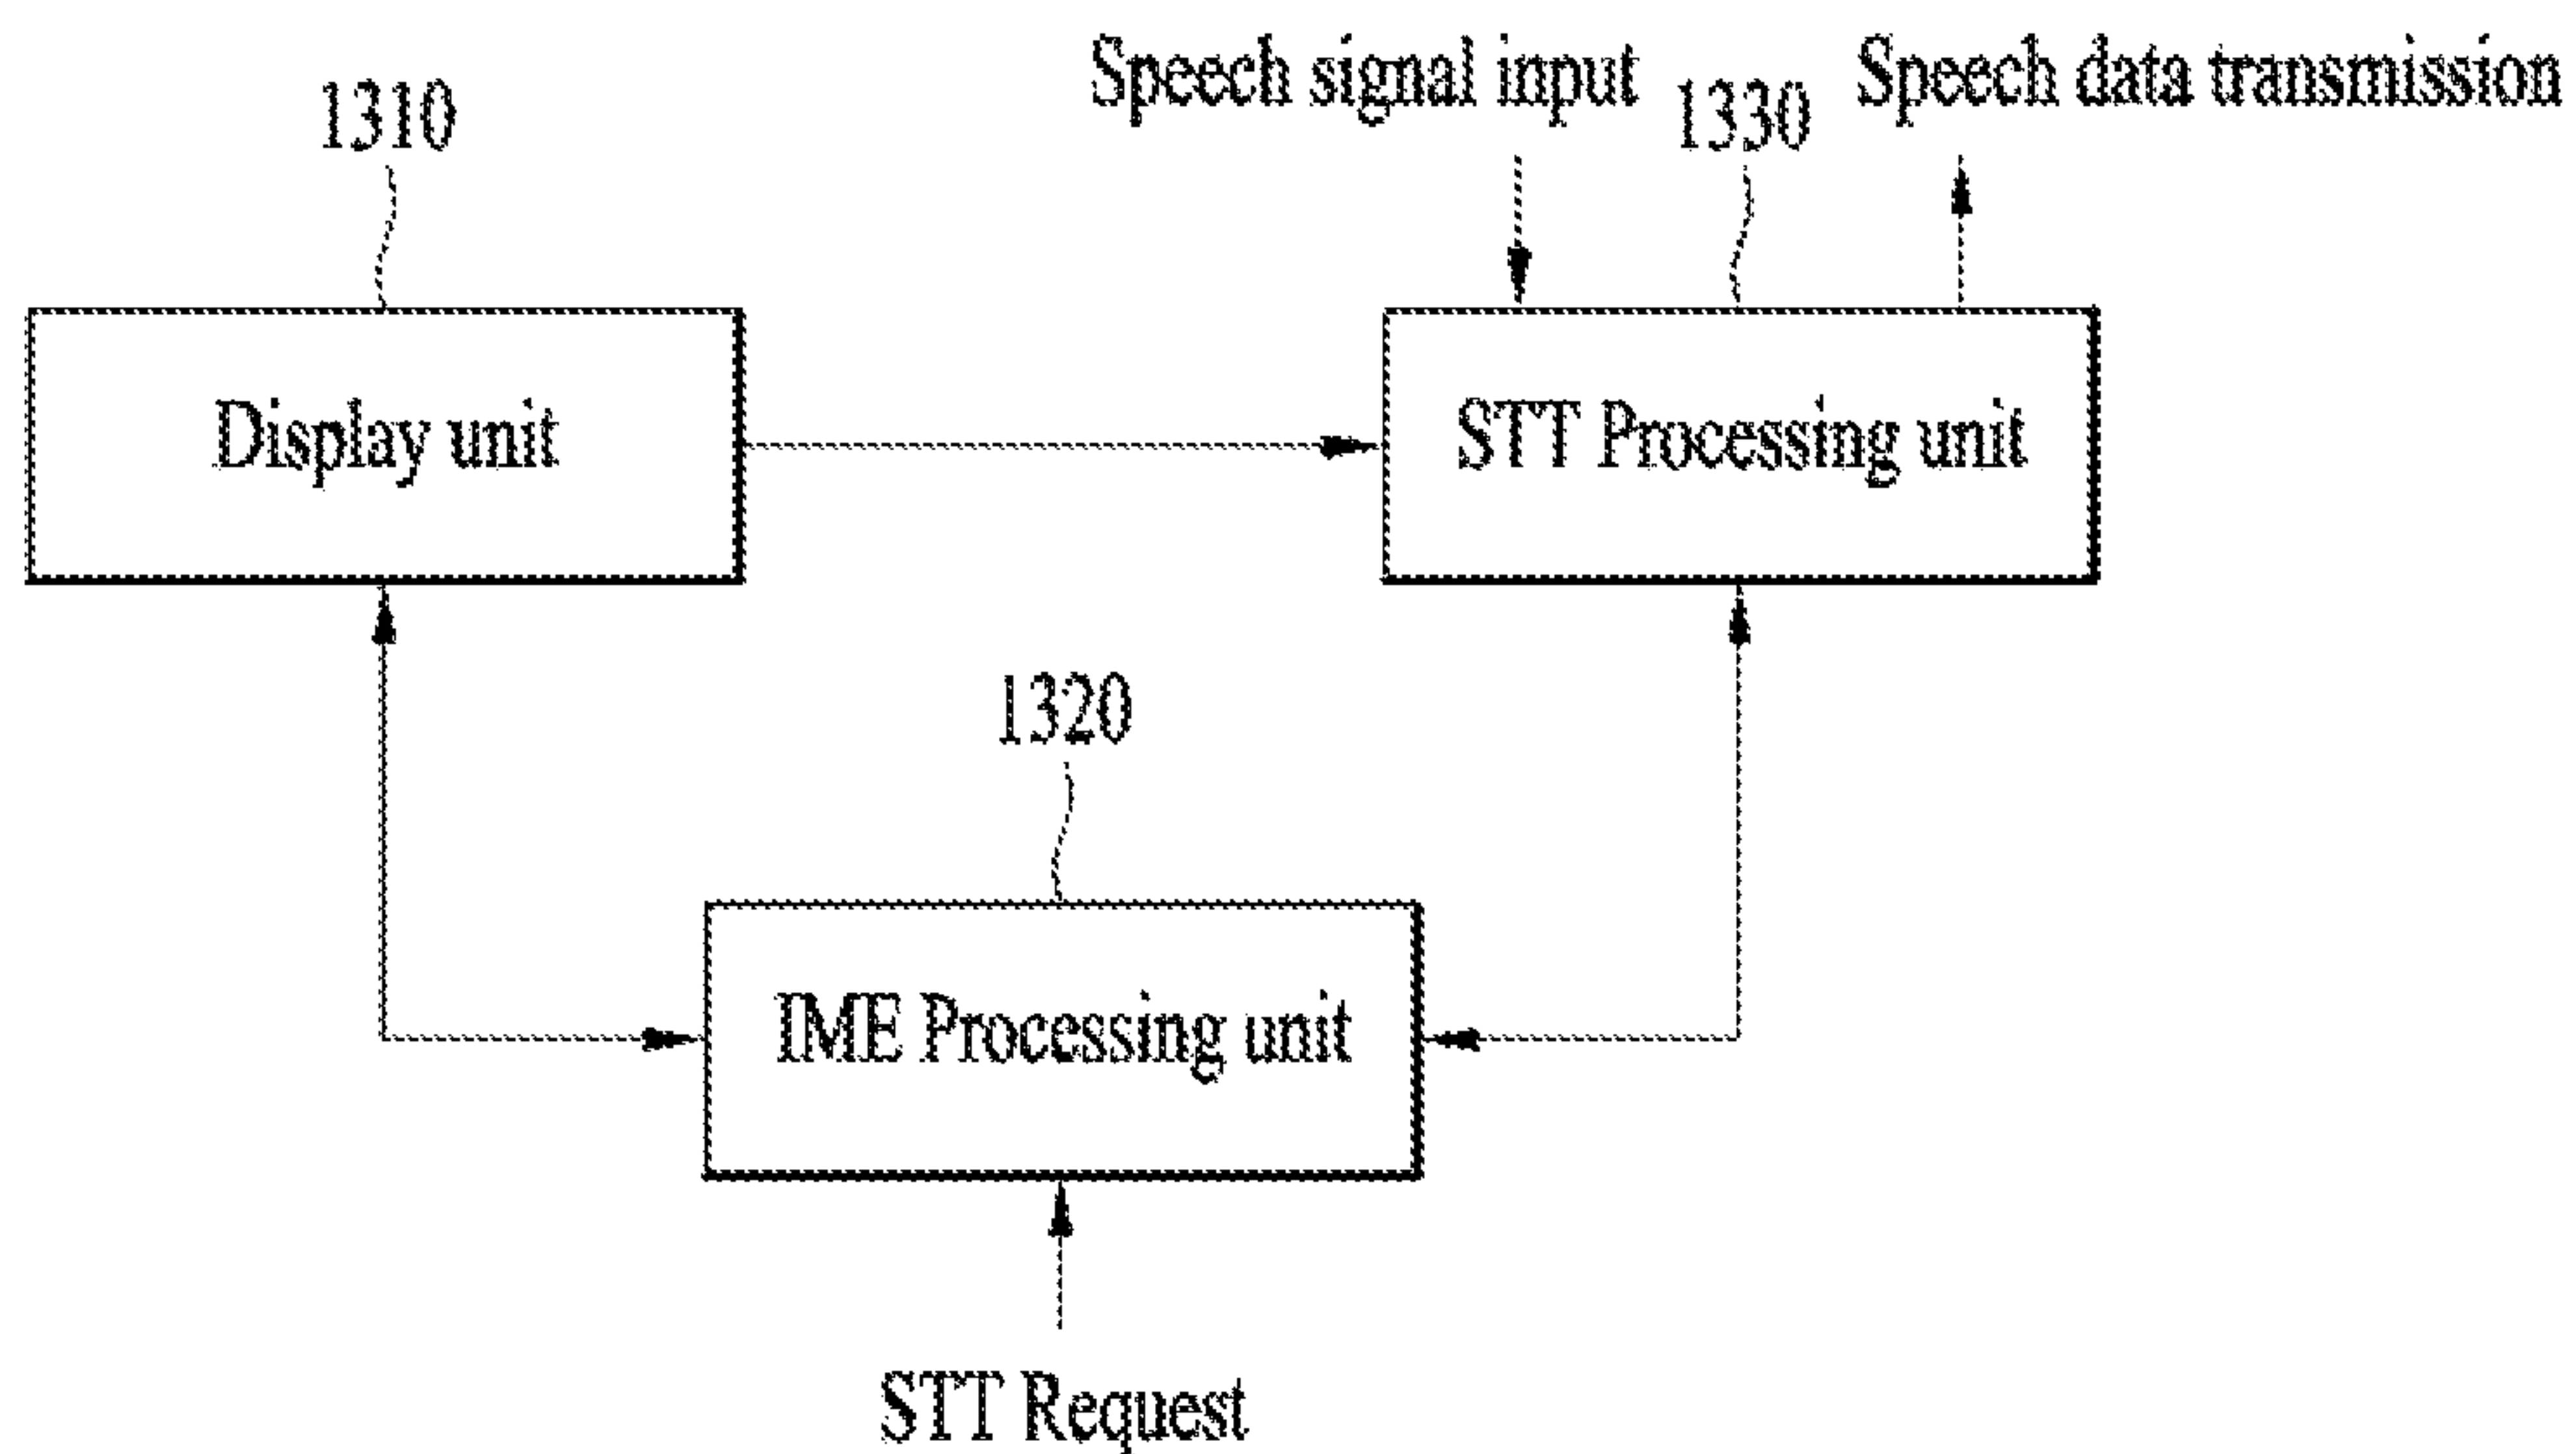 Speech signal input
Speech data transmission
1310
1330
Display unit
STT Processing unit
1320
IME Processing unit
STT Request